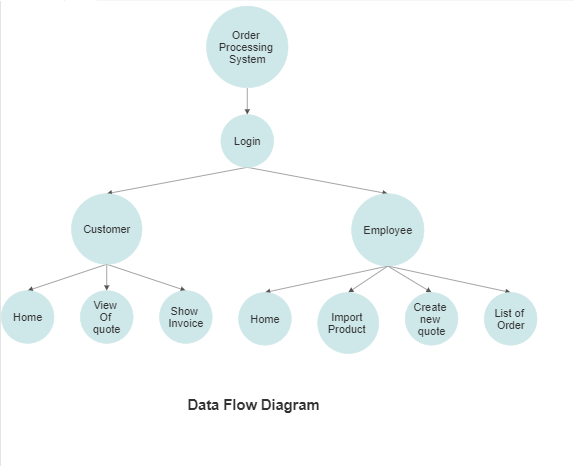 Order
Processing
System
Login
Customer
Employee
Home
View
Of
quote
Show
Invoice
Home
Import
Product
Create
new
quote
List of
Order
Data Flow Diagram